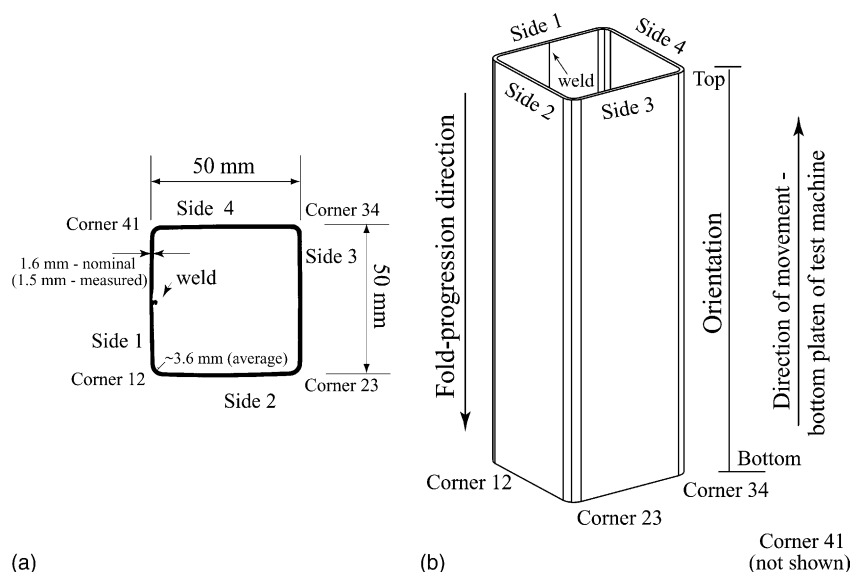 50 mm
Side 4
Corner 41
Corner 34
1.6 mm - nominal
(1.5 mm - measured)
Side 3
weld
50 mm
Side 1
~3.6 mm (average)
Corner 12
Corner 23
Side 2
(a)
Side 1
Side 4
weld
Top
Side 2
Side 3
Fold-progression direction
Orientation
Direction of movement -
bottom platen of test machine
Bottom
Corner 12
Corner 34
Corner 23
Corner 41
(not shown)
(b)